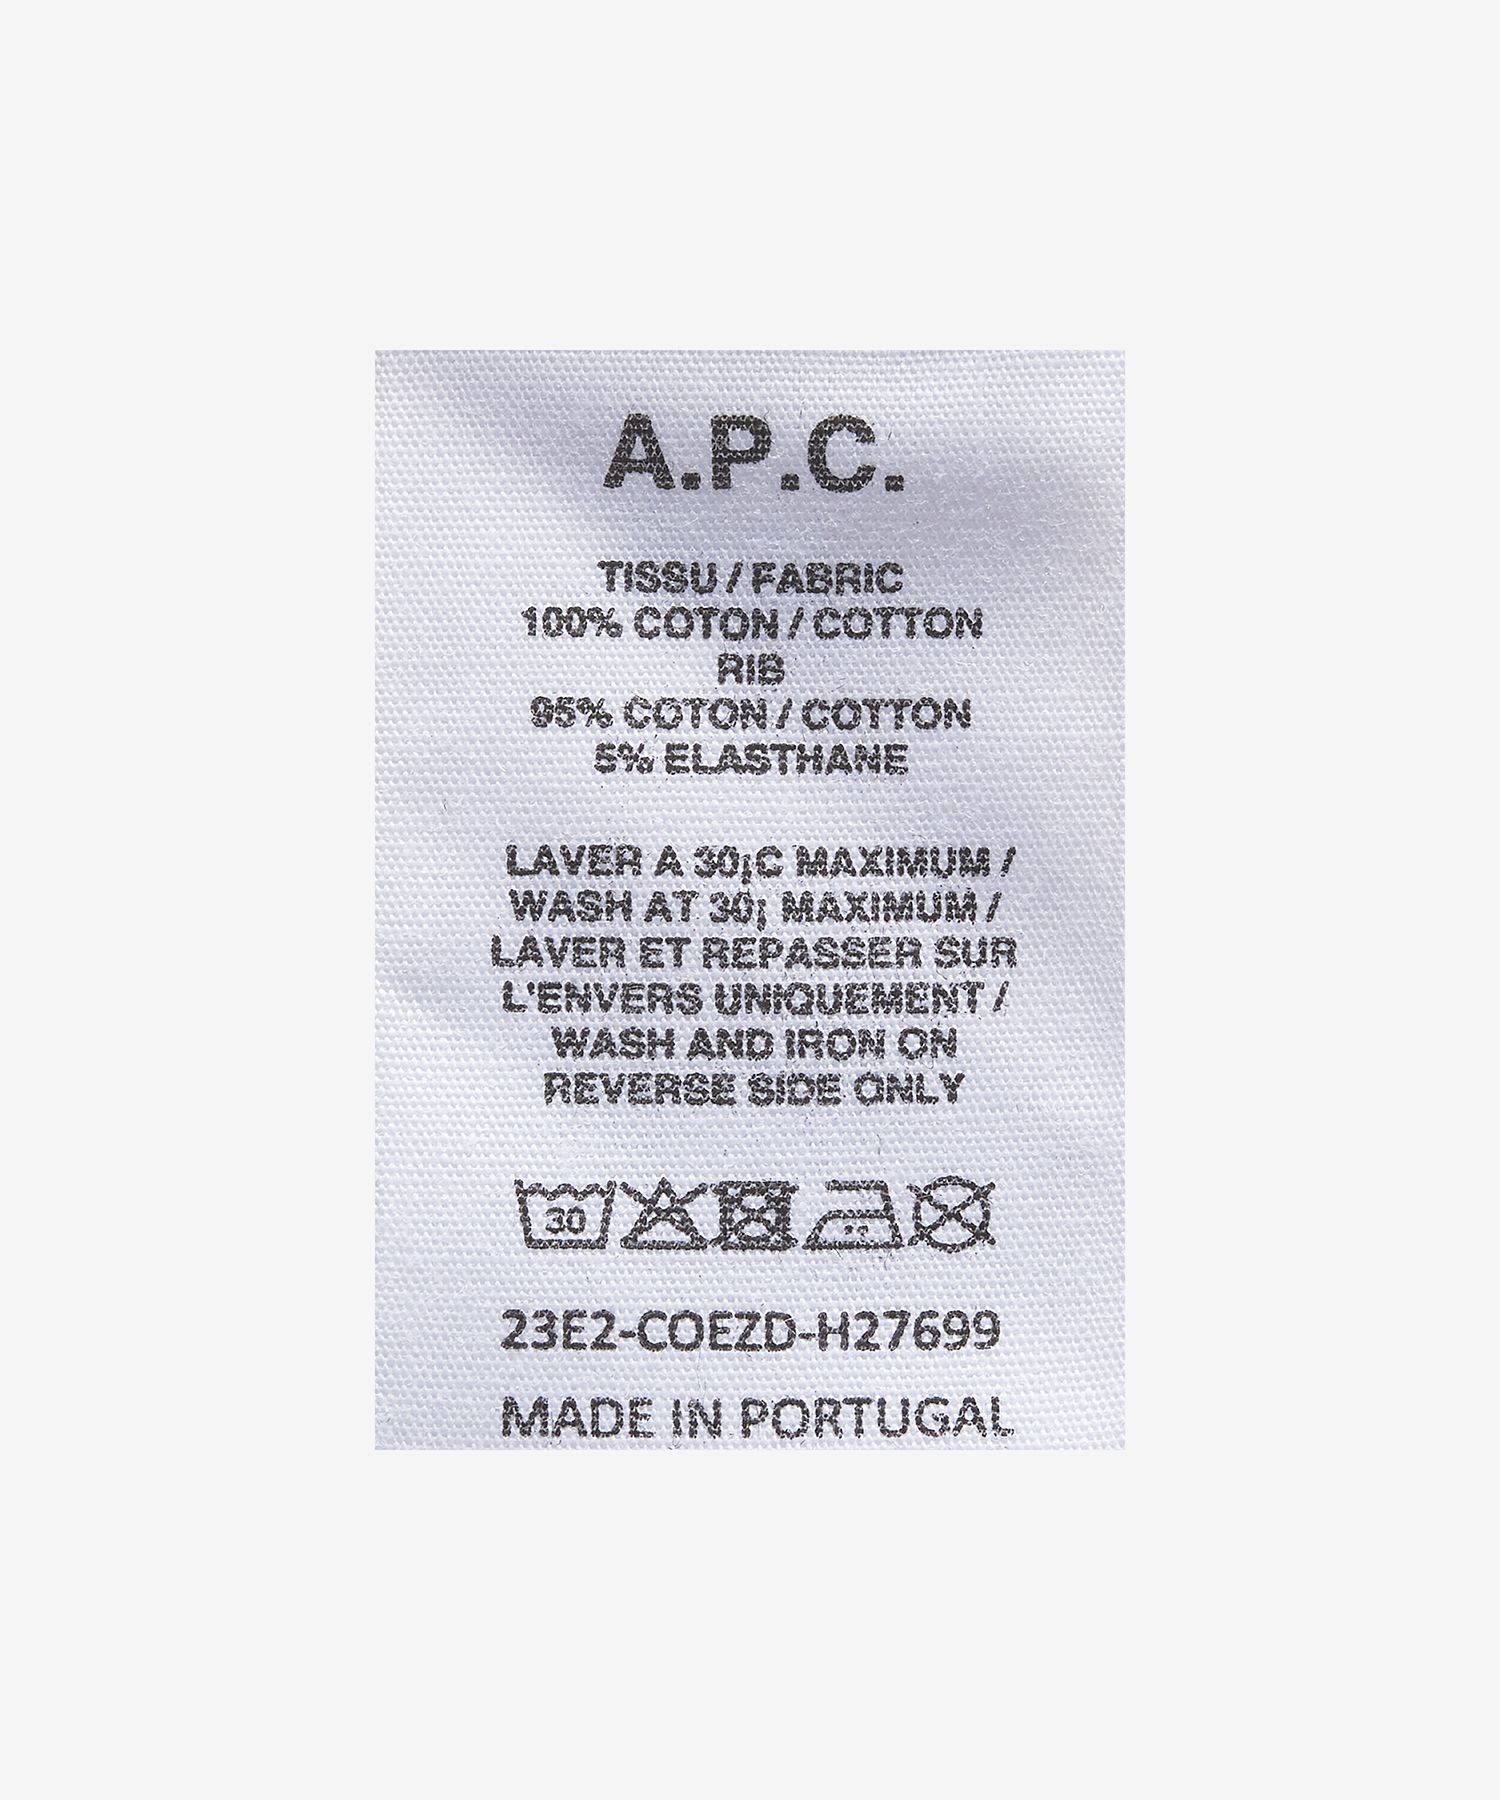 A.P.C.
TISSU / FABRIC
100% COTON / COTTON
RIB
95% COTON / COTTON
5% ELASTHANE
LAVER A 30¡C MAXIMUM /
WASH AT 30¡ MAXIMUM /
LAVER ET REPASSER SUR
L'ENVERS UNIQUEMENT /
WASH AND IRON ON
REVERSE SIDE ONLY
30
23E2-COEZD-H27699
MADE IN PORTUGAL